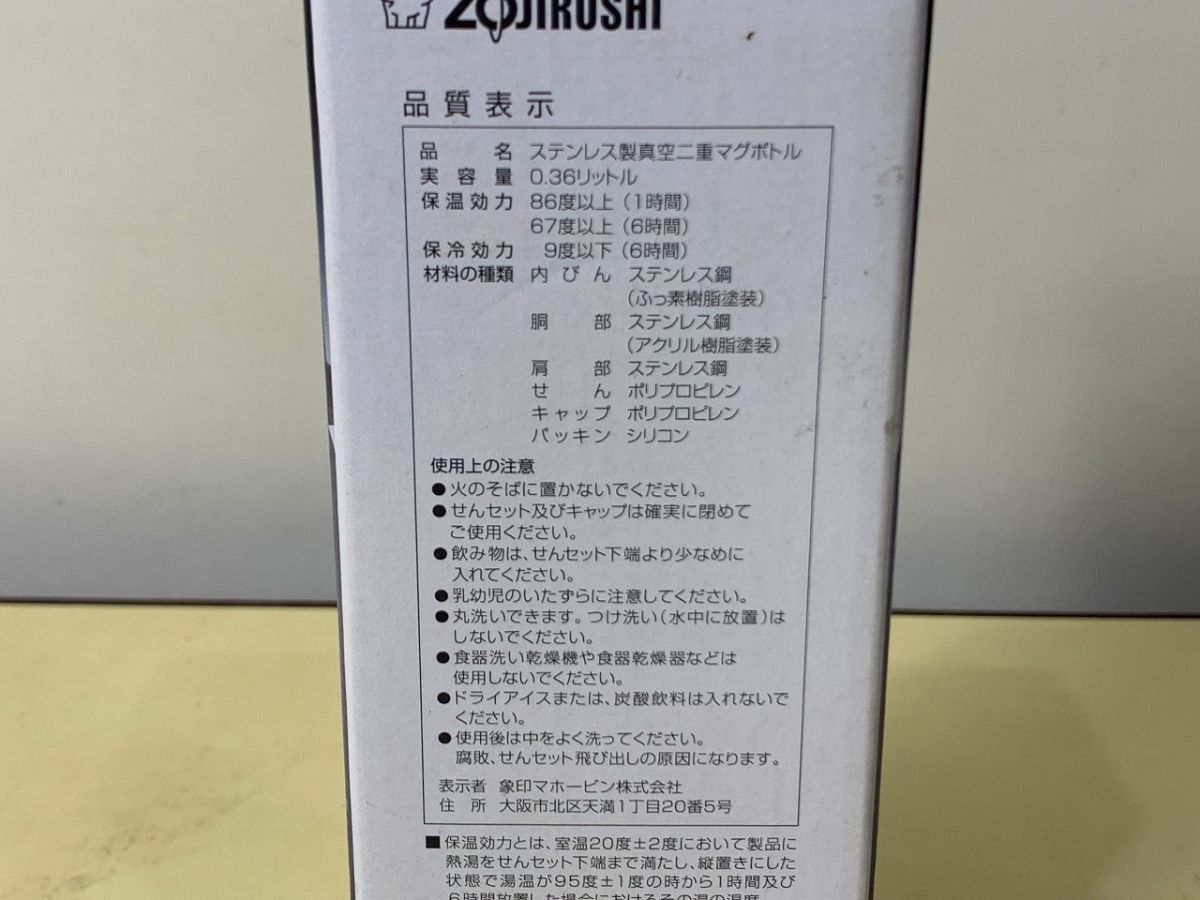 ZOJIRUSHI
品質表示
品名 ステンレス製真空二重マグボトル
実容量 0.36リットル
保温効力 86度以上（1時間）
67度以上（6時間）
保冷効力 9度以下（6時間）
材料の種類 内びん ステンレス鋼
（ふっ素樹脂塗装）
胴部 ステンレス鋼
（アクリル樹脂塗装）
肩部 ステンレス鋼
せん ポリプロピレン
キャップ ポリプロピレン
パッキン シリコン
使用上の注意
●火のそばに置かないでください。
●せんセット及びキャップは確実に閉めて
ご使用ください。
●飲み物は、せんセット下端より少なめに
入れてください。
●乳幼児のいたずらに注意してください。
●丸洗いできます。つけ洗い（水中に放置）は
しないでください。
●食器洗い乾燥機や食器乾燥器などは
使用しないでください。
●ドライアイスまたは、炭酸飲料は入れないで
ください。
●使用後は中をよく洗ってください。
腐敗、せんセット飛び出しの原因になります。
表示者 象印マホービン株式会社
住所 大阪市北区天満1丁目20番5号
■保温効力とは、室温20度±2度において製品に
熱湯をせんセット下端まで満たし、縦置きにした
状態で湯温が95度±1度の時から1時間及び
6時間放置した場合におけるその湯の温度